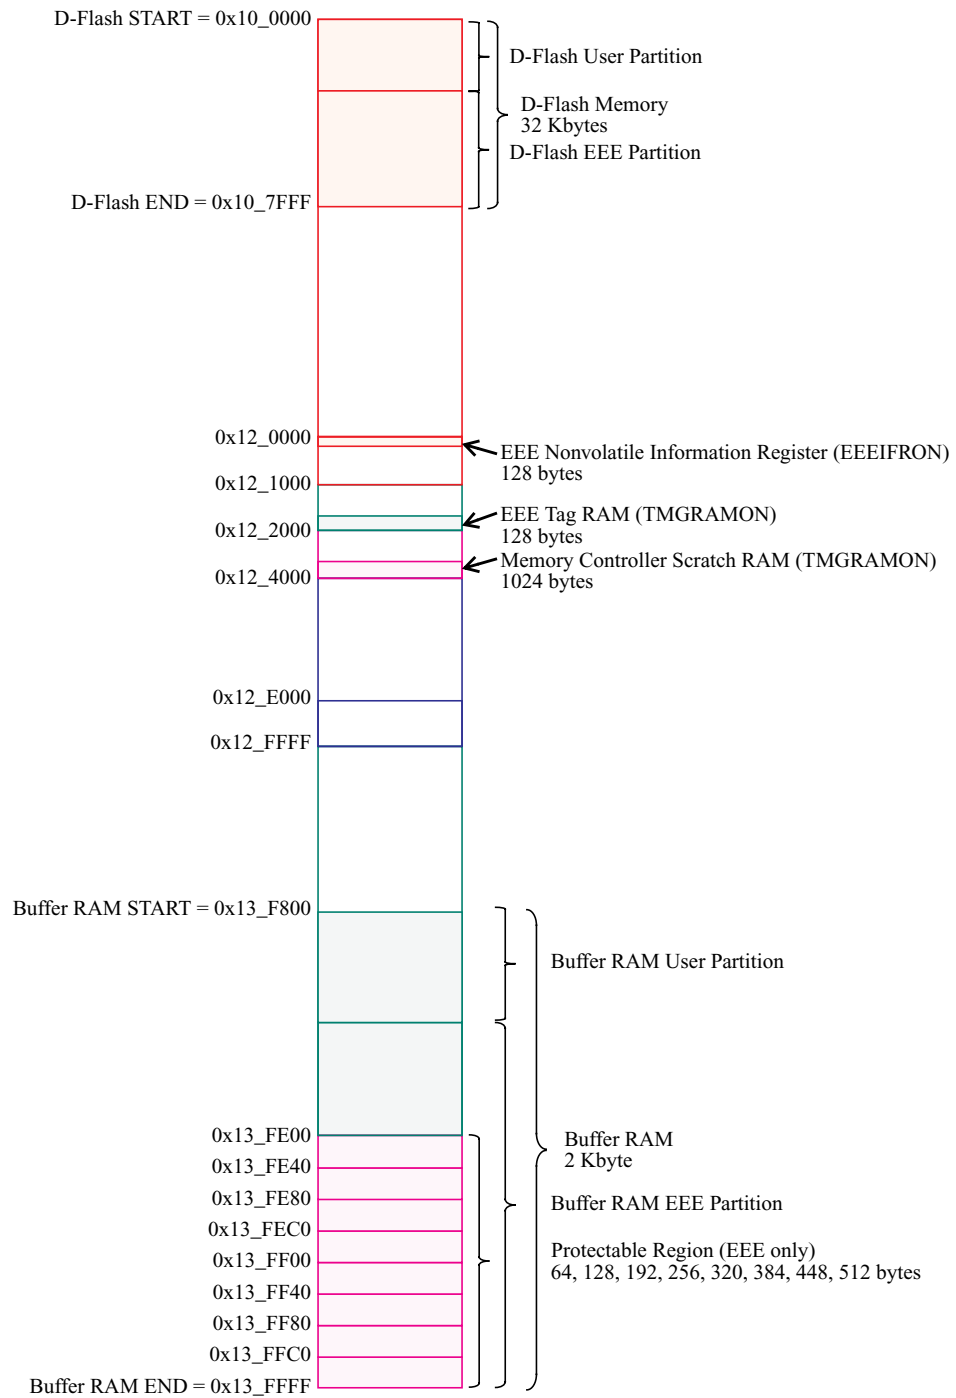 D-Flash START = 0x10_0000
D-Flash User Partition
D-Flash Memory
32 Kbytes
D-Flash EEE Partition
D-Flash END = 0x10_7FFF
0x12_0000
EEE Nonvolatile Information Register (EEEIFRON)
128 bytes
0x12_1000
EEE Tag RAM (TMGRAMON)
128 bytes
0x12_2000
Memory Controller Scratch RAM (TMGRAMON)
1024 bytes
0x12_4000
0x12_E000
0x12_FFFF
Buffer RAM START = 0x13_F800
Buffer RAM User Partition
0x13_FE00
Buffer RAM
2 Kbyte
0x13_FE40
0x13_FE80
Buffer RAM EEE Partition
0x13_FEC0
Protectable Region (EEE only)
64, 128, 192, 256, 320, 384, 448, 512 bytes
0x13_FF00
0x13_FF40
0x13_FF80
0x13_FFC0
Buffer RAM END = 0x13_FFFF